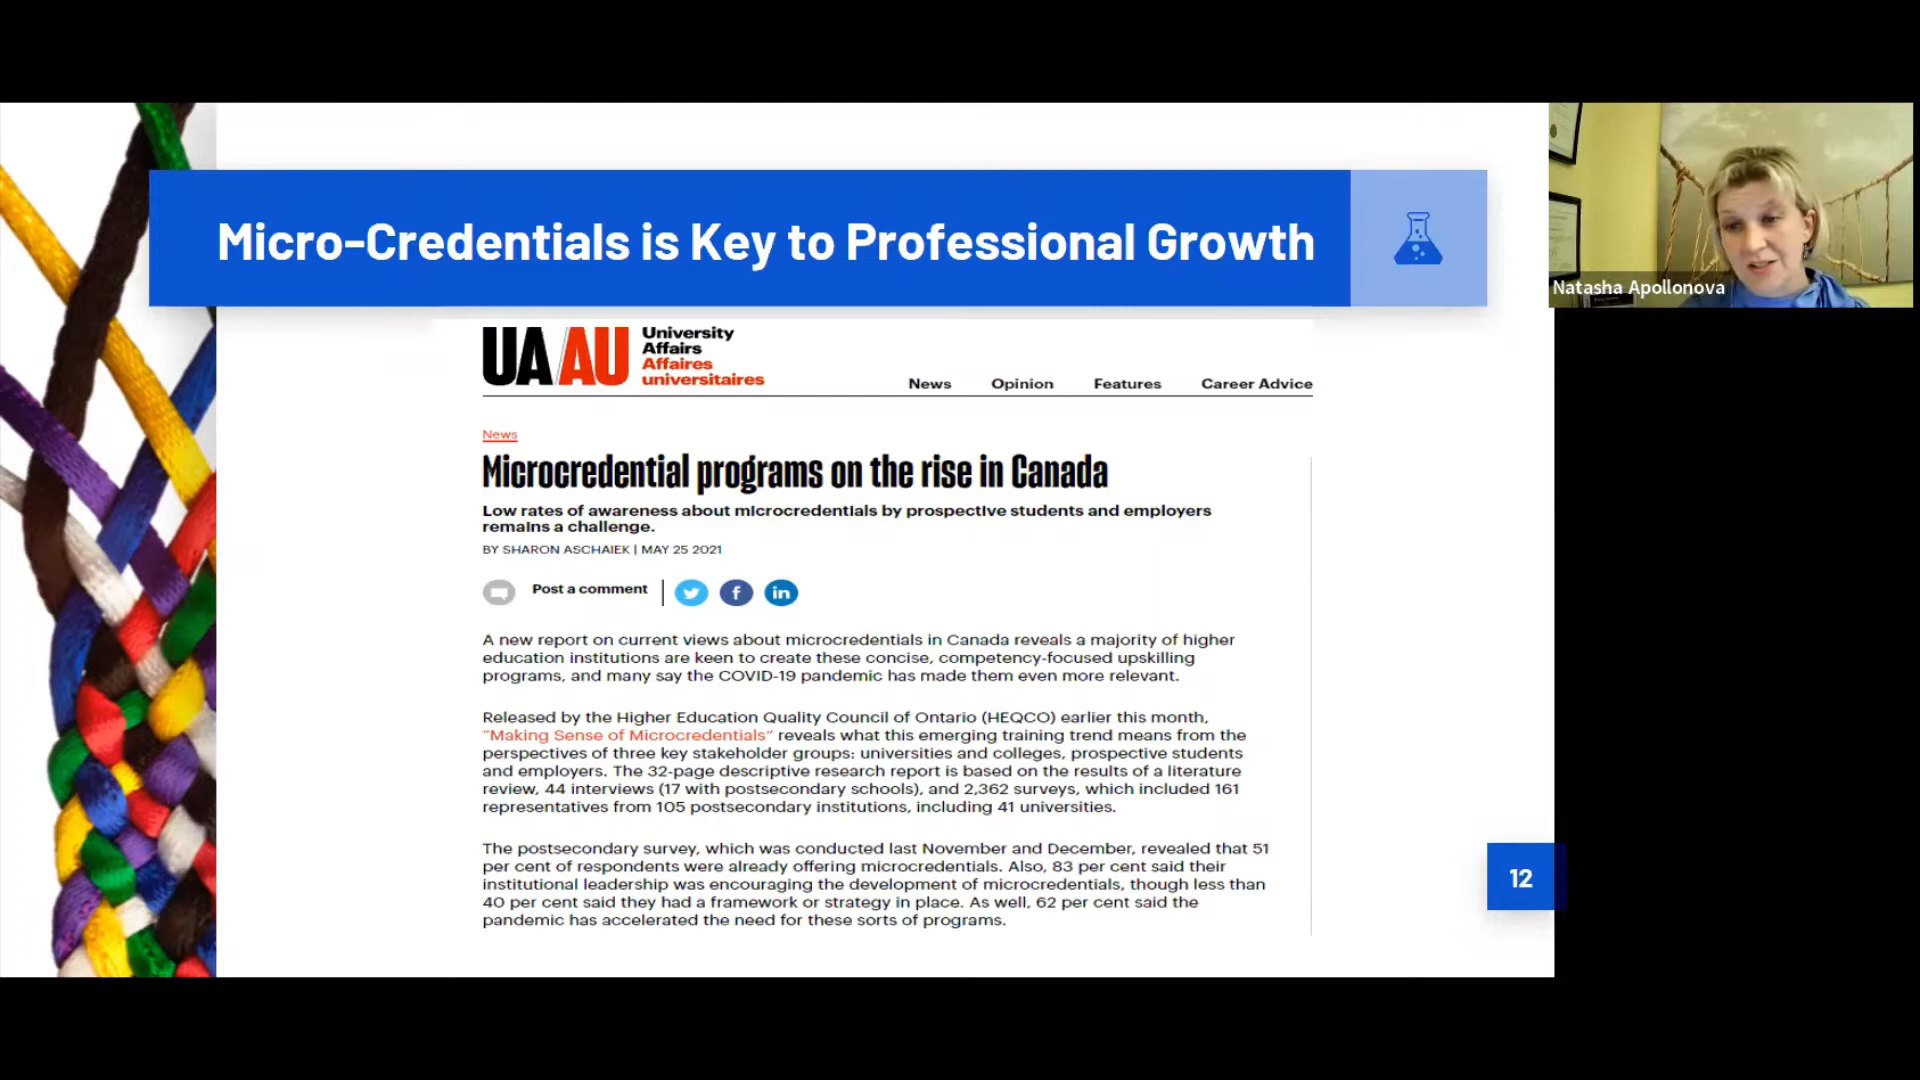 Micro-Credentials is Key to Professional Growth
Natasha Apollonova
UA/AU
University
Affairs
Affaires
universitaires
News
Opinion
Features
Career Advice
News
Microcredential programs on the rise in Canada
Low rates of awareness about microcredentials by prospective students and employers
remains a challenge.
BY SHARON ASCHAIEK | MAY 25 2021
Post a comment
f
in
A new report on current views about microcredentials in Canada reveals a majority of higher
education institutions are keen to create these concise, competency-focused upskilling
programs, and many say the COVID-19 pandemic has made them even more relevant.
Released by the Higher Education Quality Council of Ontario (HEQCO) earlier this month,
"Making Sense of Microcredentials" reveals what this emerging training trend means from the
perspectives of three key stakeholder groups: universities and colleges, prospective students
and employers. The 32-page descriptive research report is based on the results of a literature
review, 44 interviews (17 with postsecondary schools), and 2,362 surveys, which included 161
representatives from 105 postsecondary institutions, including 41 universities.
The postsecondary survey, which was conducted last November and December, revealed that 51
per cent of respondents were already offering microcredentials. Also, 83 per cent said their
institutional leadership was encouraging the development of microcredentials, though less than
40 per cent said they had a framework or strategy in place. As well, 62 per cent said the
pandemic has accelerated the need for these sorts of programs.
12